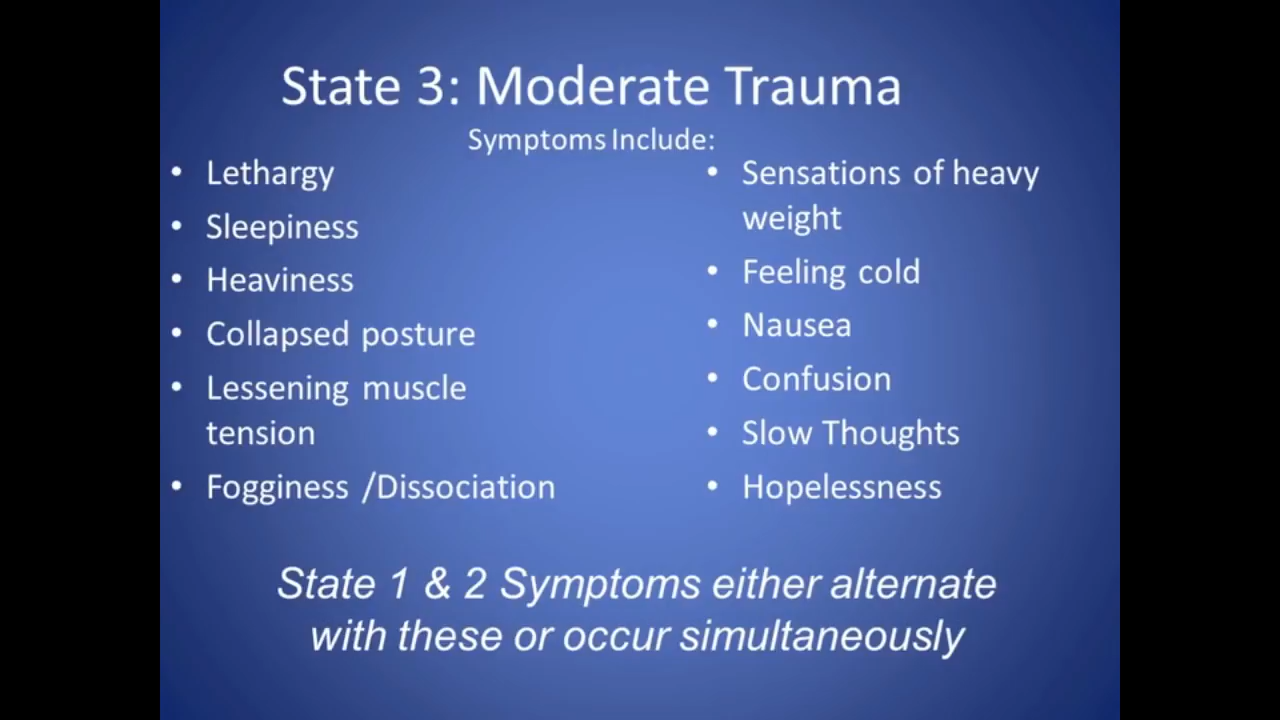 State 3: Moderate Trauma
Symptoms Include:
• Lethargy
• Sleepiness
• Heaviness
• Collapsed posture
• Lessening muscle
tension
• Fogginess /Dissociation
• Sensations of heavy
weight
• Feeling cold
• Nausea
• Confusion
• Slow Thoughts
• Hopelessness
State 1 & 2 Symptoms either alternate
with these or occur simultaneously